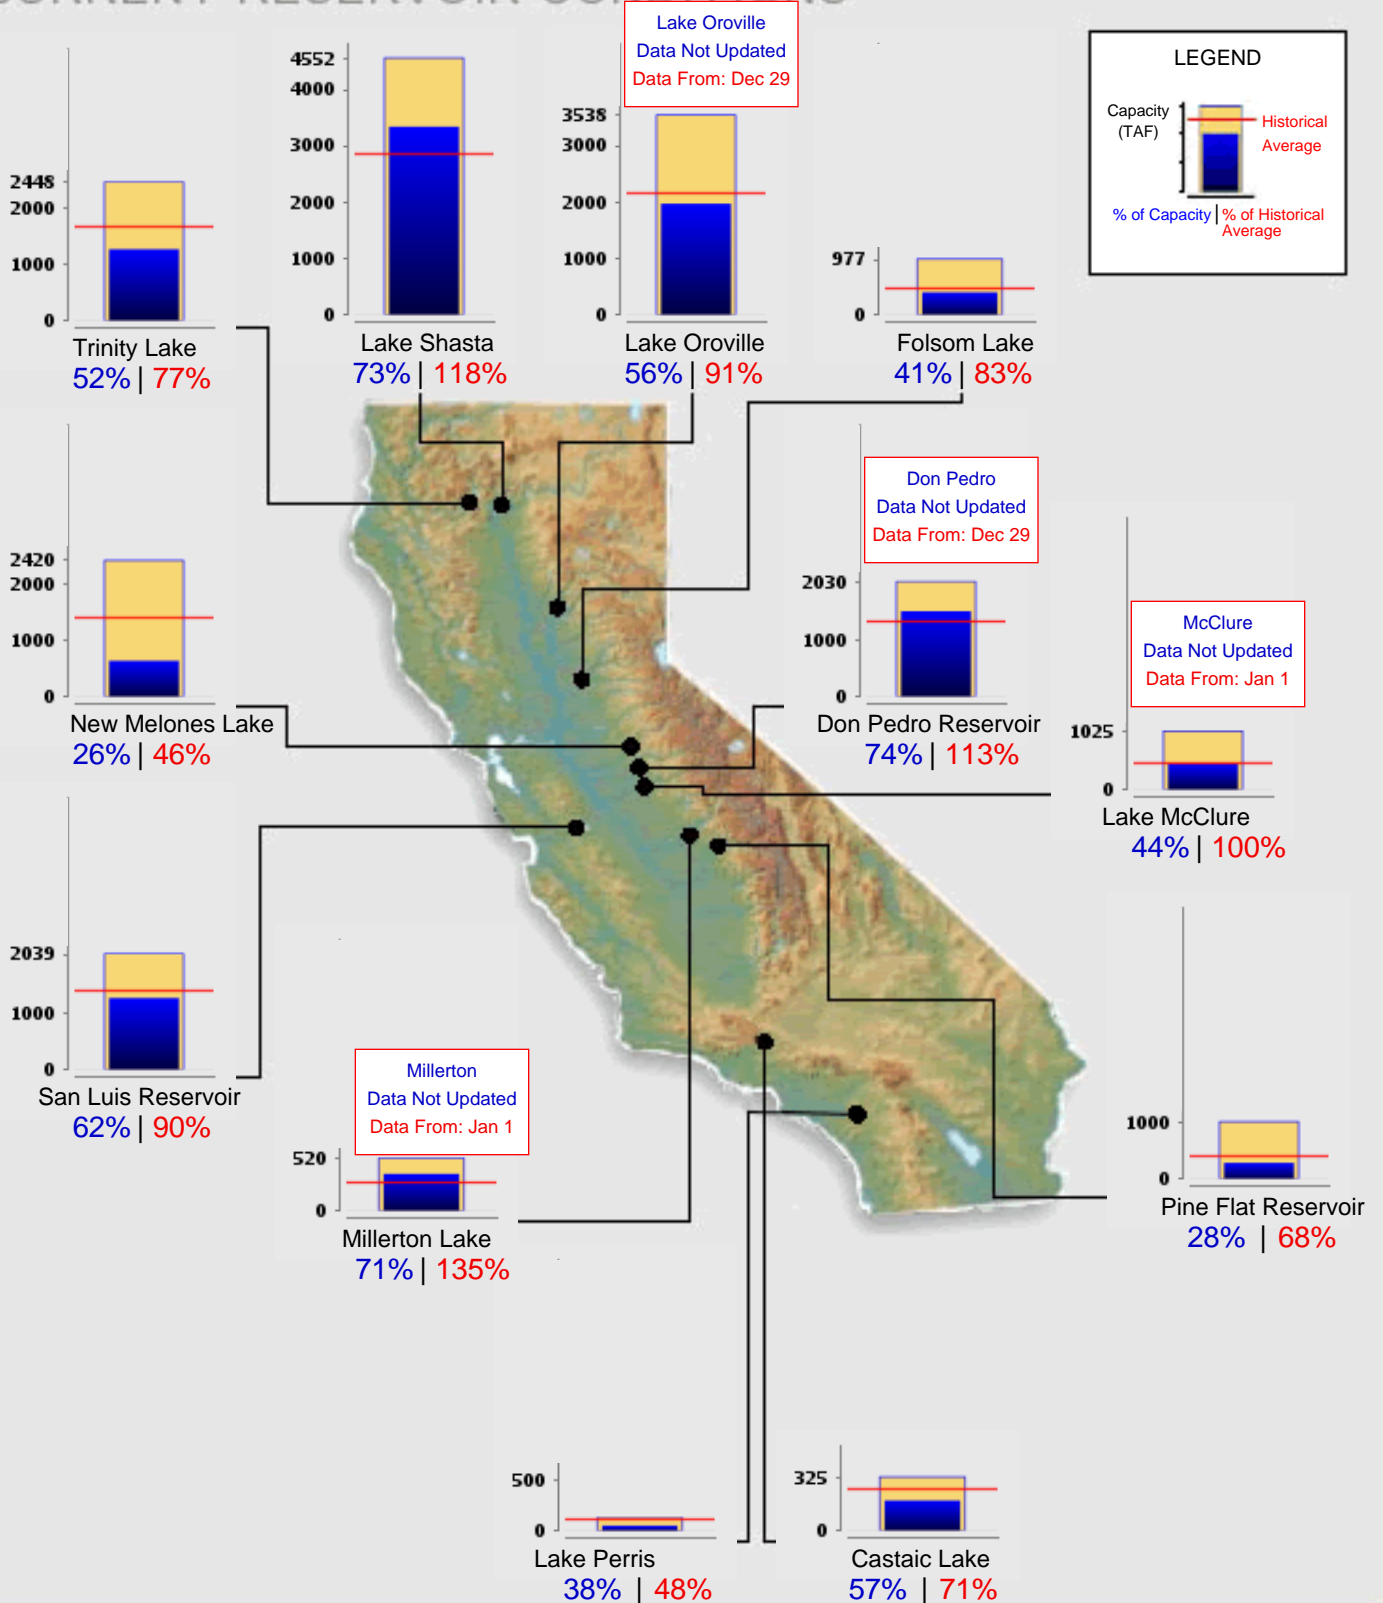 CURRENT RESERVOIR CONDITIONS
Lake Oroville
Data Not Updated
Data From: Dec 29
LEGEND
Capacity
(TAF)
Historical
Average
% of Capacity | % of Historical
Average
2448
2000
1000
0
Trinity Lake
52% | 77%
4552
4000
3000
2000
1000
0
Lake Shasta
73% | 118%
3538
3000
2000
1000
0
Lake Oroville
56% | 91%
977
0
Folsom Lake
41% | 83%
2420
2000
1000
0
New Melones Lake
26% | 46%
Don Pedro
Data Not Updated
Data From: Dec 29
2030
1000
0
Don Pedro Reservoir
74% | 113%
McClure
Data Not Updated
Data From: Jan 1
1025
0
Lake McClure
44% | 100%
2039
1000
0
San Luis Reservoir
62% | 90%
Millerton
Data Not Updated
Data From: Jan 1
520
0
Millerton Lake
71% | 135%
1000
0
Pine Flat Reservoir
28% | 68%
500
0
Lake Perris
38% | 48%
325
0
Castaic Lake
57% | 71%